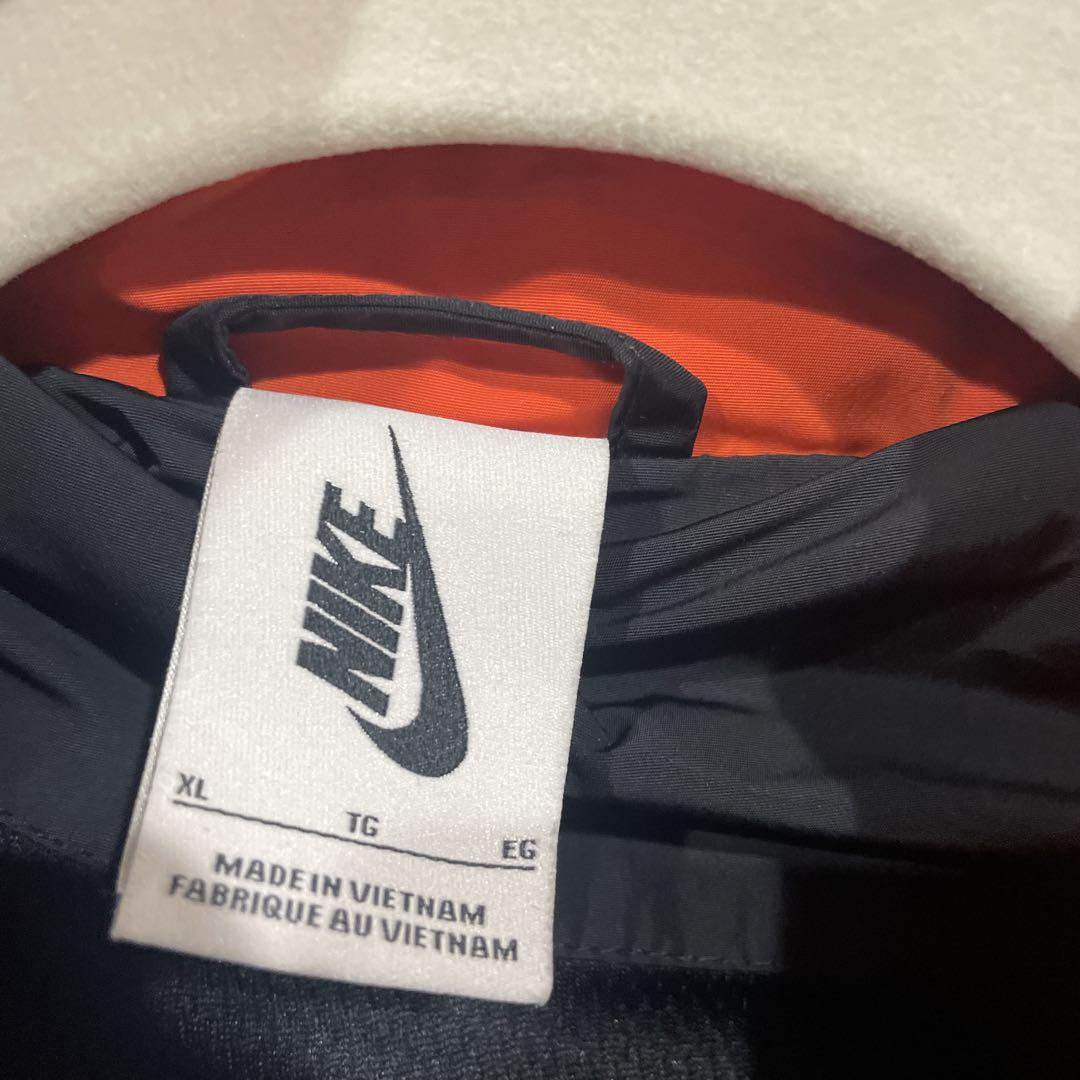 NIKE
XL
TG
EG
MADE IN VIETNAM
FABRIQUE AU VIETNAM